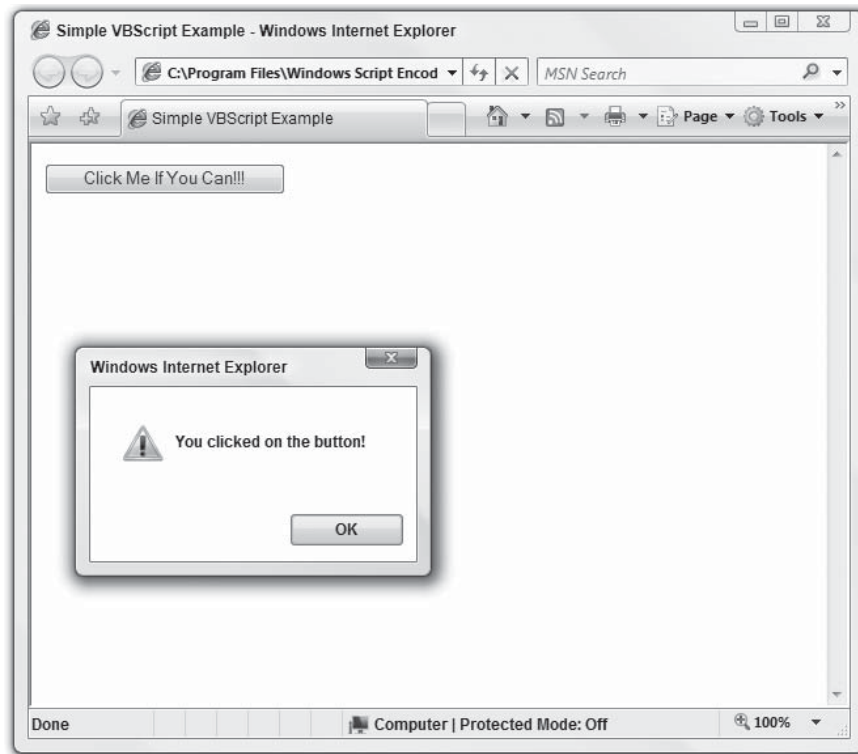 Simple VBScript Example - Windows Internet Explorer
C:\Program Files\Windows Script Encod
MSN Search
Simple VBScript Example
Page
Tools
Click Me If You Can!!!
Windows Internet Explorer
You clicked on the button!
OK
Done
Computer | Protected Mode: Off
100%